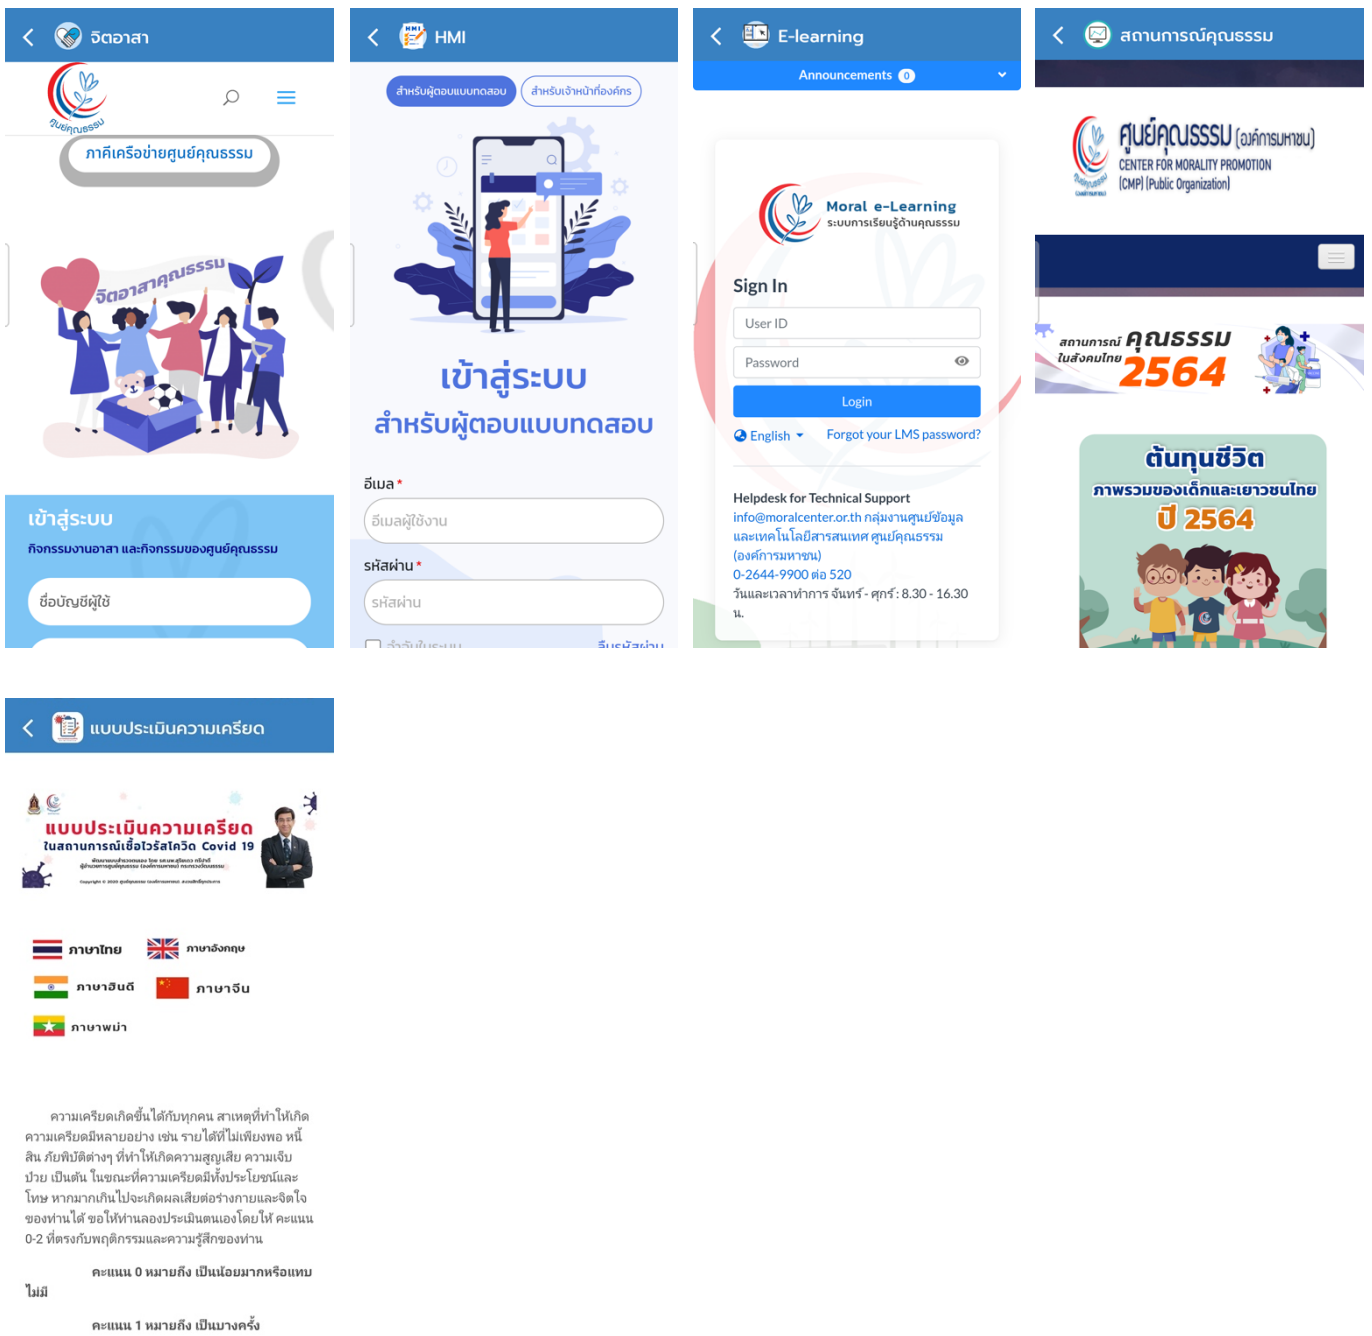 จิตอาสา
ศูนย์คุณธรรม
ภาคีเครือข่ายศูนย์คุณธรรม
จิตอาสาคุณธรรม
เข้าสู่ระบบ
กิจกรรมงานอาสา และกิจกรรมของศูนย์คุณธรรม
ชื่อบัญชีผู้ใช้
HMI
สำหรับผู้ตอบแบบทดสอบ
สำหรับเจ้าหน้าที่องค์กร
เข้าสู่ระบบ
สำหรับผู้ตอบแบบทดสอบ
อีเมล *
อีเมลผู้ใช้งาน
รหัสผ่าน *
รหัสผ่าน
E-learning
Announcements 0
Moral e-Learning
ระบบการเรียนรู้ด้านคุณธรรม
Sign In
User ID
Password
Login
English
Forgot your LMS password?
Helpdesk for Technical Support
info@moralcenter.or.th กลุ่มงานศูนย์ข้อมูล
และเทคโนโลยีสารสนเทศ ศูนย์คุณธรรม
(องค์การมหาชน)
0-2644-9900 ต่อ 520
วันและเวลาทำการ จันทร์ - ศุกร์ : 8.30 - 16.30
น.
สถานการณ์คุณธรรม
ศูนย์คุณธรรม (องค์การมหาชน)
CENTER FOR MORALITY PROMOTION
(CMP) (Public Organization)
สถานการณ์ คุณธรรม
ในสังคมไทย 2564
ต้นทุนชีวิต
ภาพรวมของเด็กและเยาวชนไทย
ปี 2564
แบบประเมินความเครียด
แบบประเมินความเครียด
ในสถานการณ์เชื้อไวรัสโควิด Covid 19
ภาษาไทย
ภาษาอังกฤษ
ภาษาฮินดี
ภาษาจีน
ภาษาพม่า
ความเครียดเกิดขึ้นได้กับทุกคน สาเหตุที่ทำให้เกิด
ความเครียดมีหลายอย่าง เช่น รายได้ที่ไม่เพียงพอ หนี้
สิน ภัยพิบัติต่างๆ ที่ทำให้เกิดความสูญเสีย ความเจ็บ
ป่วย เป็นต้น ในขณะที่ความเครียดมีทั้งประโยชน์และ
โทษ หากมากเกินไปจะเกิดผลเสียต่อร่างกายและจิตใจ
ของท่านได้ ขอให้ท่านลองประเมินตนเองโดยให้ คะแนน
0-2 ที่ตรงกับพฤติกรรมและความรู้สึกของท่าน
คะแนน 0 หมายถึง เป็นน้อยมากหรือแทบ
ไม่มี
คะแนน 1 หมายถึง เป็นบางครั้ง